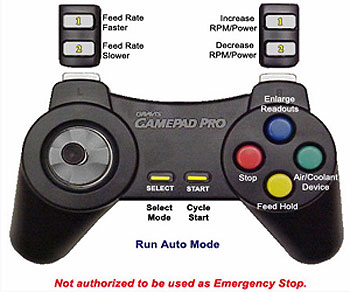 1
Feed Rate
Faster
2
Feed Rate
Slower
Increase
RPM/Power
1
Decrease
RPM/Power
2
L
R
GRAVIS
GAMEPAD PRO
Enlarge
Readouts
Stop
Air/Coolant
Device
Feed Hold
SELECT
START
Select
Mode
Cycle
Start
Run Auto Mode
Not authorized to be used as Emergency Stop.